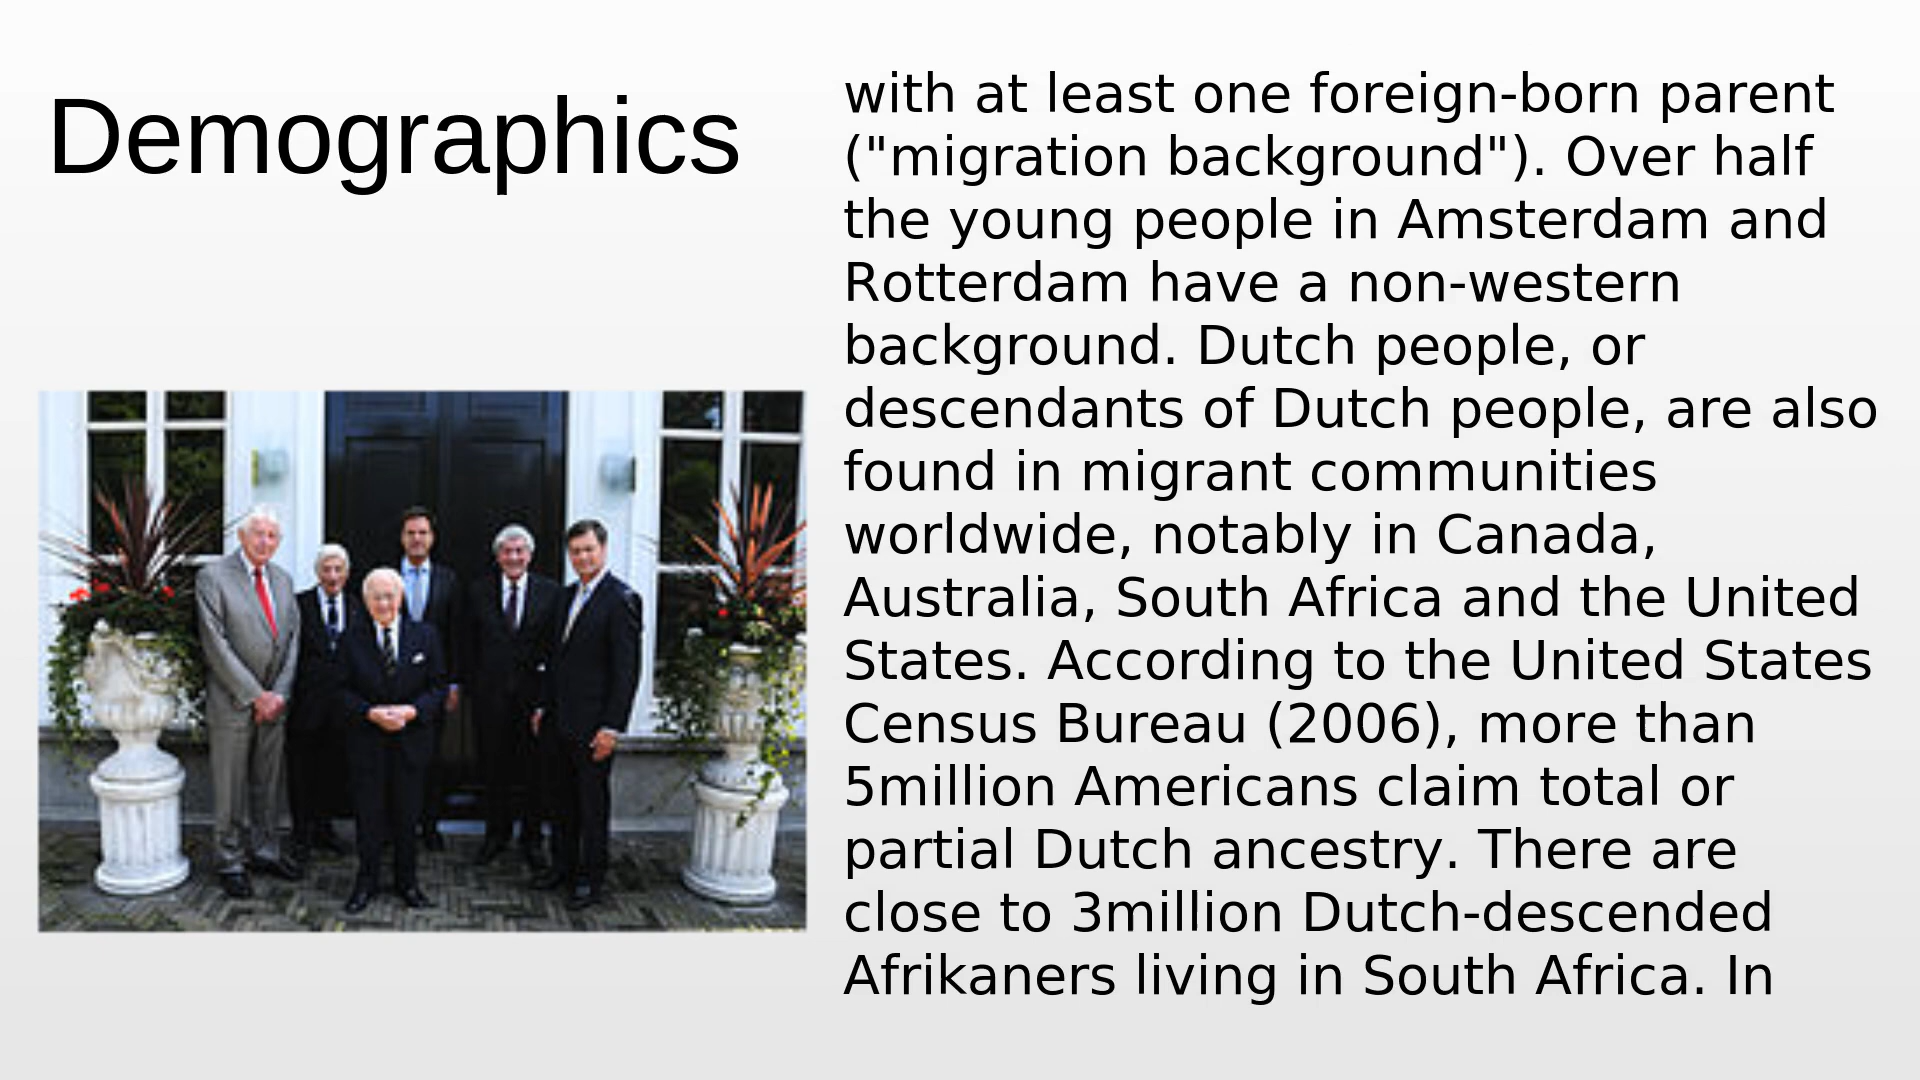 Demographics
with at least one foreign-born parent
("migration background"). Over half
the young people in Amsterdam and
Rotterdam have a non-western
background. Dutch people, or
descendants of Dutch people, are also
found in migrant communities
worldwide, notably in Canada,
Australia, South Africa and the United
States. According to the United States
Census Bureau (2006), more than
5million Americans claim total or
partial Dutch ancestry. There are
close to 3million Dutch-descended
Afrikaners living in South Africa. In